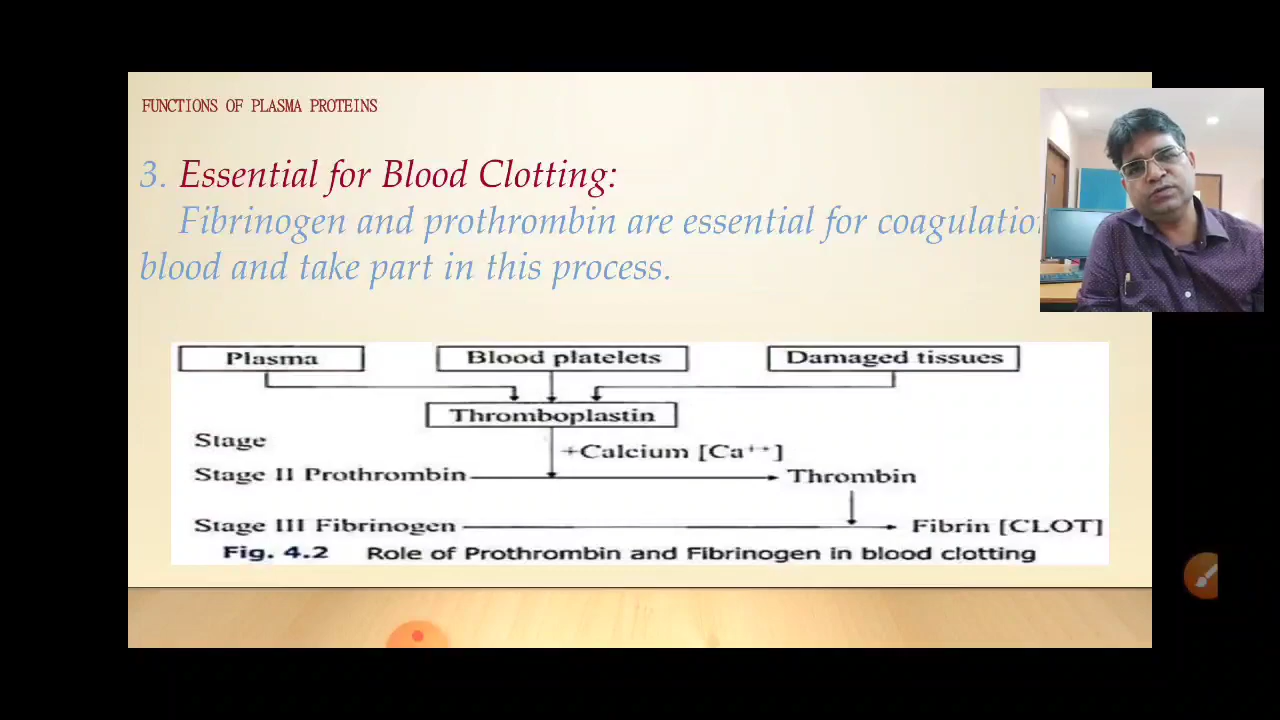 FUNCTIONS OF PLASMA PROTEINS
3. Essential for Blood Clotting:
Fibrinogen and prothrombin are essential for
blood and take part in this process.
Plasma Blood platelets Damaged tissues
Thromboplastin
Stage
+Calcium [Ca⁺⁺]
Stage II Prothrombin Thrombin
Stage III Fibrinogen Fibrin [CLOT]
Fig. 4.2 Role of Prothrombin and Fibrinogen in blood clotting